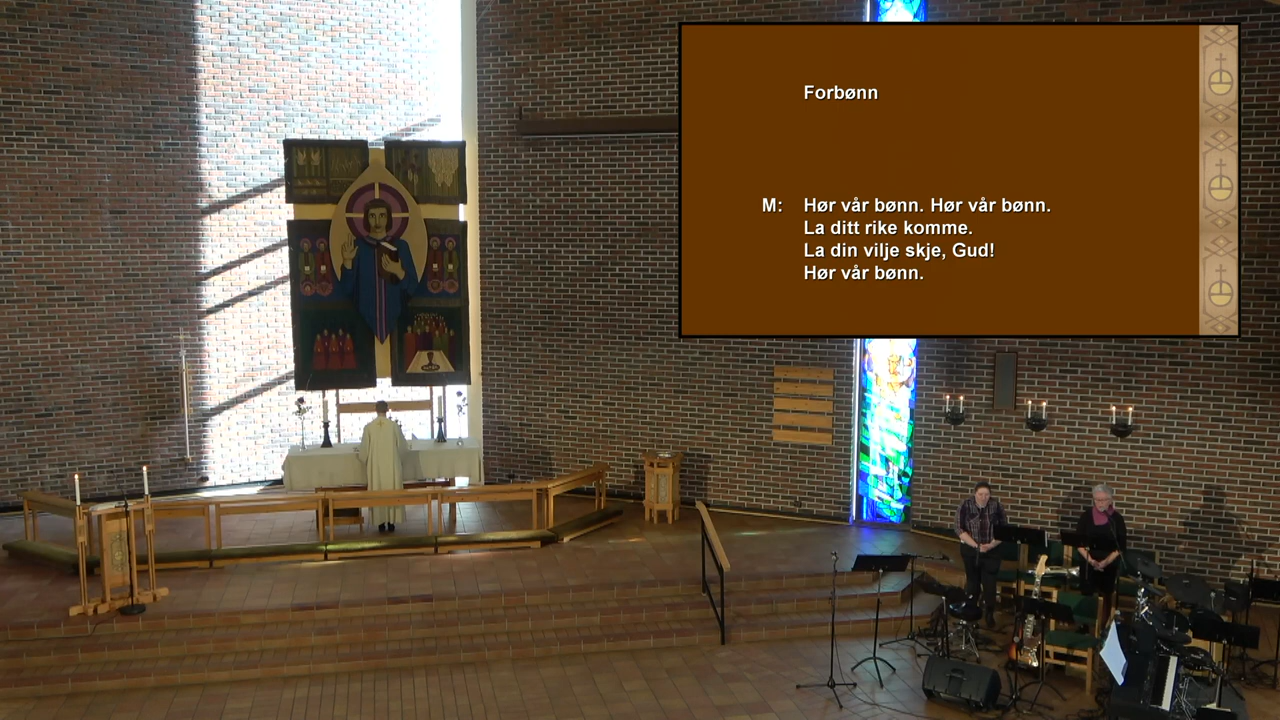 Forbønn
M: Hør vår bønn. Hør vår bønn.
La ditt rike komme.
La din vilje skje, Gud!
Hør vår bønn.